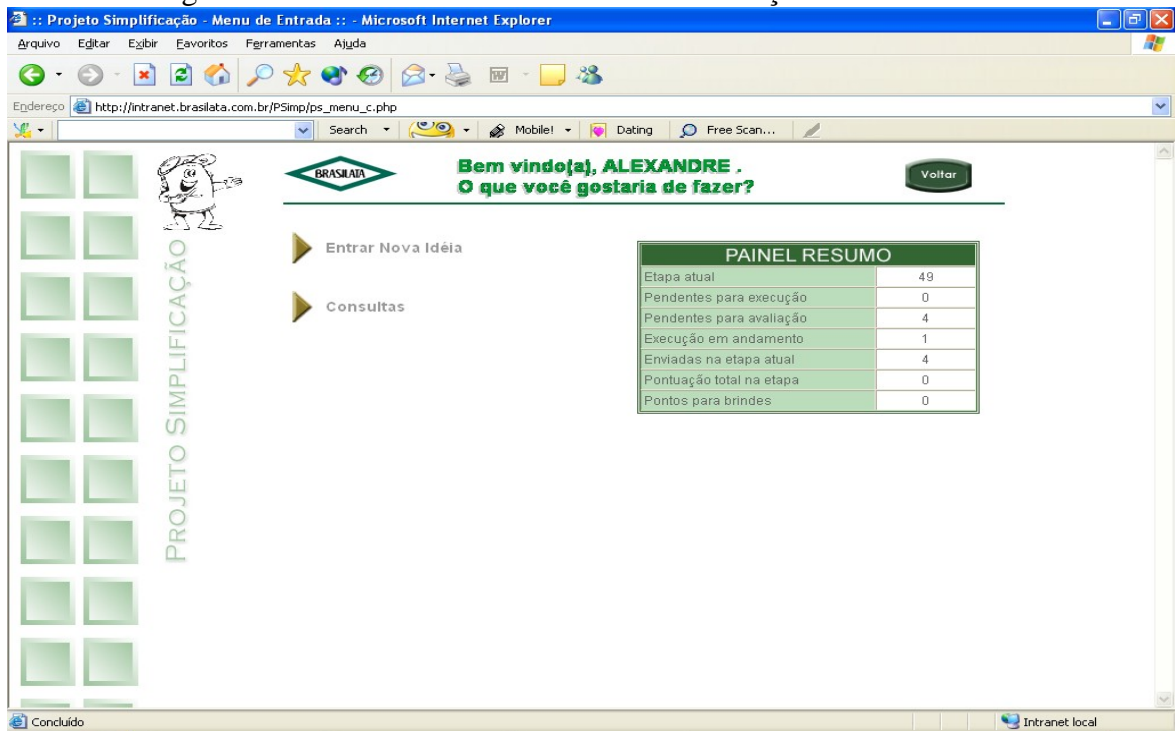 :: Projeto Simplificação - Menu de Entrada :: - Microsoft Internet Explorer
Arquivo Editar Exibir Favoritos Ferramentas Ajuda
Endereço http://intranet.brasilata.com.br/PSimp/ps_menu_c.php
Search Mobile! Dating Free Scan...
BRASILATA
Bem vindo(a), ALEXANDRE .
O que você gostaria de fazer?
Voltar
PROJETO SIMPLIFICAÇÃO
Entrar Nova Idéia
Consultas
PAINEL RESUMO
Etapa atual 49
Pendentes para execução 0
Pendentes para avaliação 4
Execução em andamento 1
Enviadas na etapa atual 4
Pontuação total na etapa 0
Pontos para brindes 0
Concluído
Intranet local